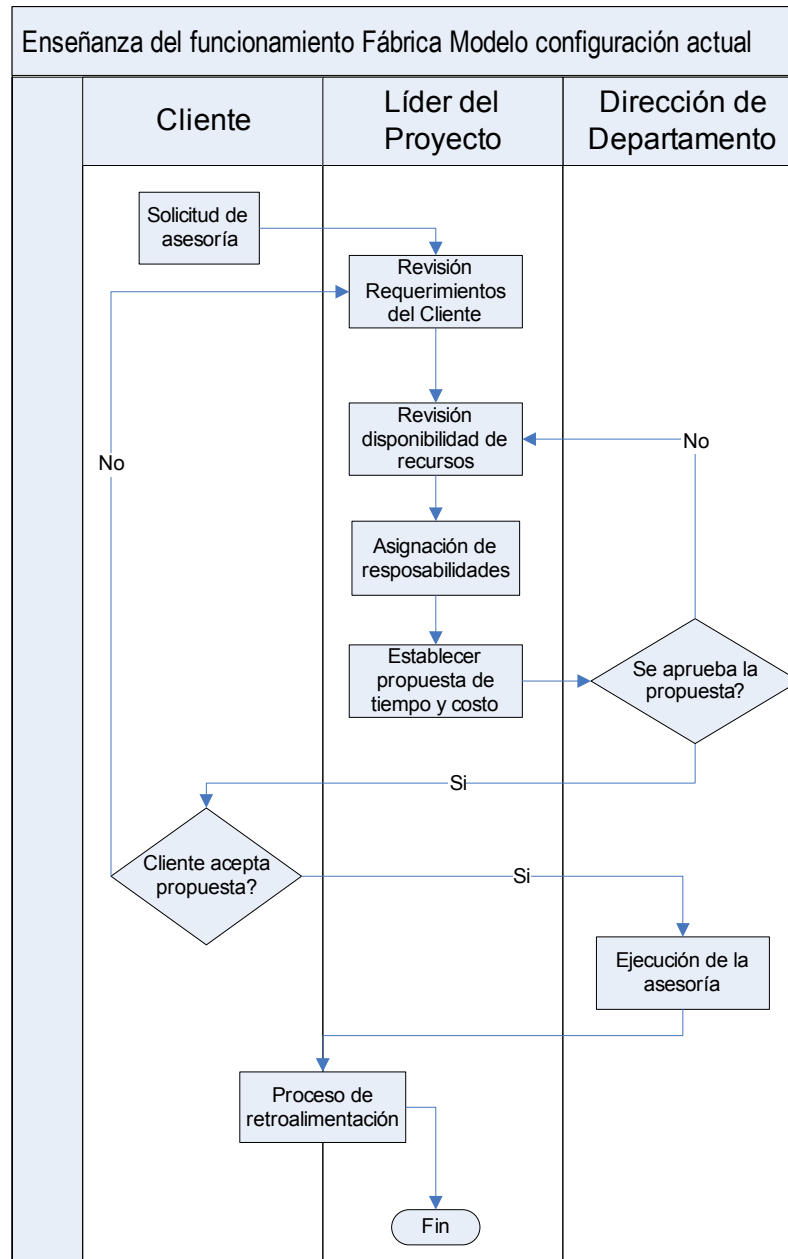 Enseñanza del funcionamiento Fábrica Modelo configuración actual
Cliente
Líder del
Proyecto
Dirección de
Departamento
Solicitud de
asesoría
Revisión
Requerimientos
del Cliente
Revisión
disponibilidad de
recursos
No
No
Asignación de
resposabilidades
Establecer
propuesta de
tiempo y costo
Se aprueba la
propuesta?
Si
Cliente acepta
propuesta?
Si
Ejecución de la
asesoría
Proceso de
retroalimentación
Fin